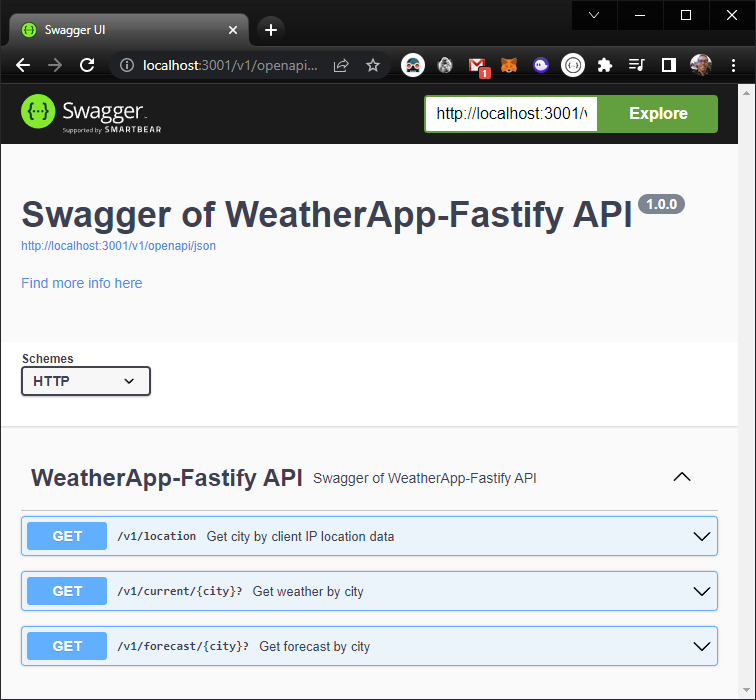 Swagger UI
localhost:3001/v1/openapi...
1
Swagger
Supported by SMARTBEAR
http://localhost:3001/v
Explore
Swagger of WeatherApp-Fastify API 1.0.0
http://localhost:3001/v1/openapi/json
Find more info here
Schemes
HTTP
WeatherApp-Fastify API Swagger of WeatherApp-Fastify API
GET /v1/location Get city by client IP location data
GET /v1/current/{city}? Get weather by city
GET /v1/forecast/{city}? Get forecast by city